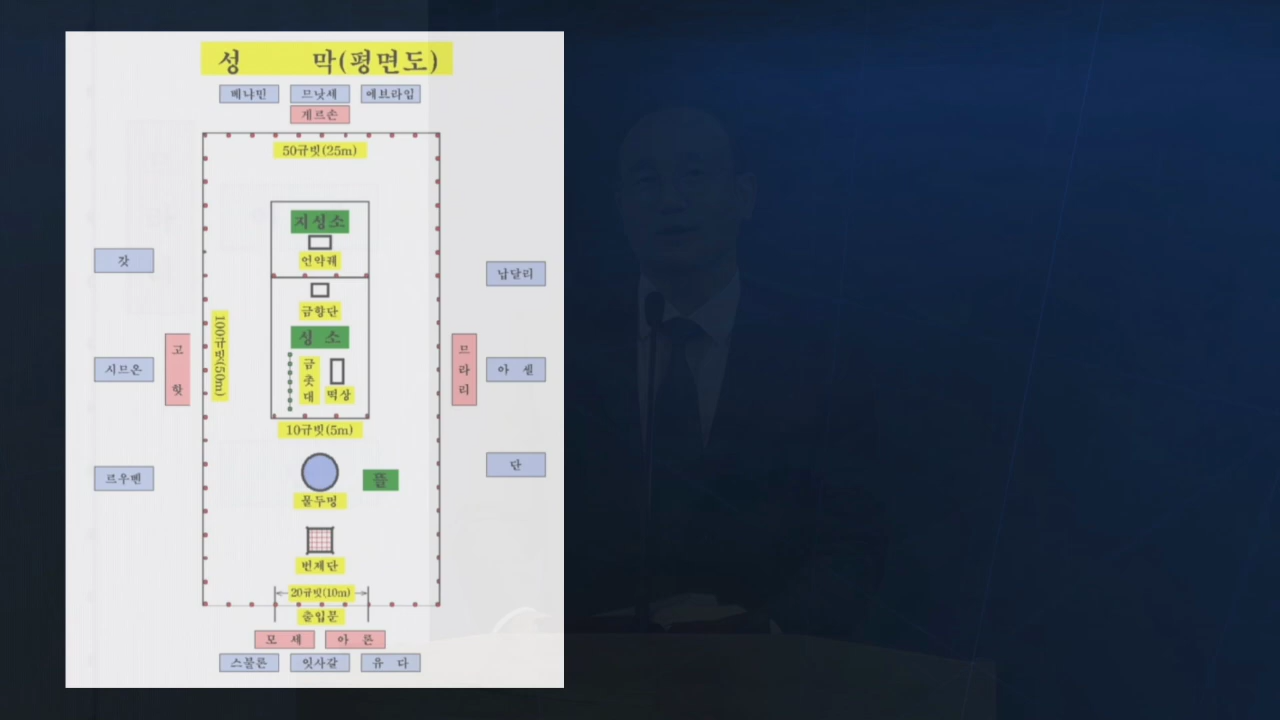 성 막(평면도)
베냐민 므낫세 에브라임
게르손
50규빗(25m)
지성소
언약궤
갓
납달리
금향단
성 소
100규빗(50m)
고핫
므라리
시므온
아 셀
금촛대
떡상
10규빗(5m)
르우벤
단
뜰
물두멍
번제단
20규빗(10m)
출입문
모 세 아 론
스불론 잇사갈 유 다